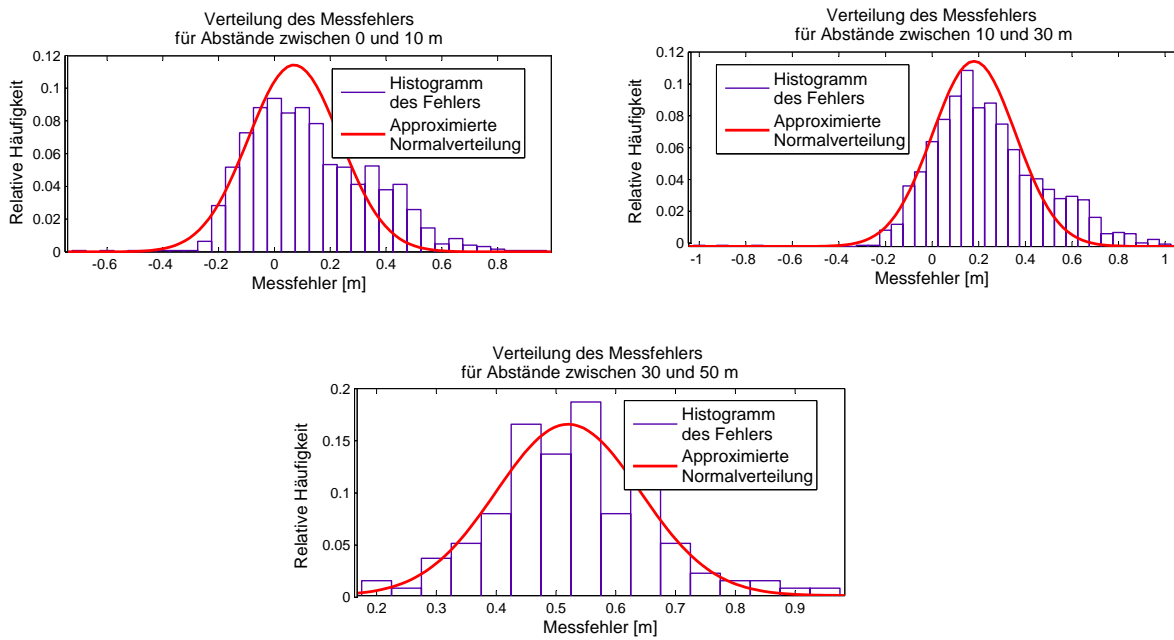 Verteilung des Messfehlers
für Abstände zwischen 0 und 10 m
0.12
0.1
0.08
0.06
0.04
0.02
0
Relative Häufigkeit
Histogramm
des Fehlers
Approximierte
Normalverteilung
-0.6 -0.4 -0.2 0 0.2 0.4 0.6 0.8
Messfehler [m]
Verteilung des Messfehlers
für Abstände zwischen 10 und 30 m
0.12
0.1
0.08
0.06
0.04
0.02
0
Relative Häufigkeit
Histogramm
des Fehlers
Approximierte
Normalverteilung
-1 -0.8 -0.6 -0.4 -0.2 0 0.2 0.4 0.6 0.8 1
Messfehler [m]
Verteilung des Messfehlers
für Abstände zwischen 30 und 50 m
0.2
0.15
0.1
0.05
0
Relative Häufigkeit
Histogramm
des Fehlers
Approximierte
Normalverteilung
0.2 0.3 0.4 0.5 0.6 0.7 0.8 0.9
Messfehler [m]